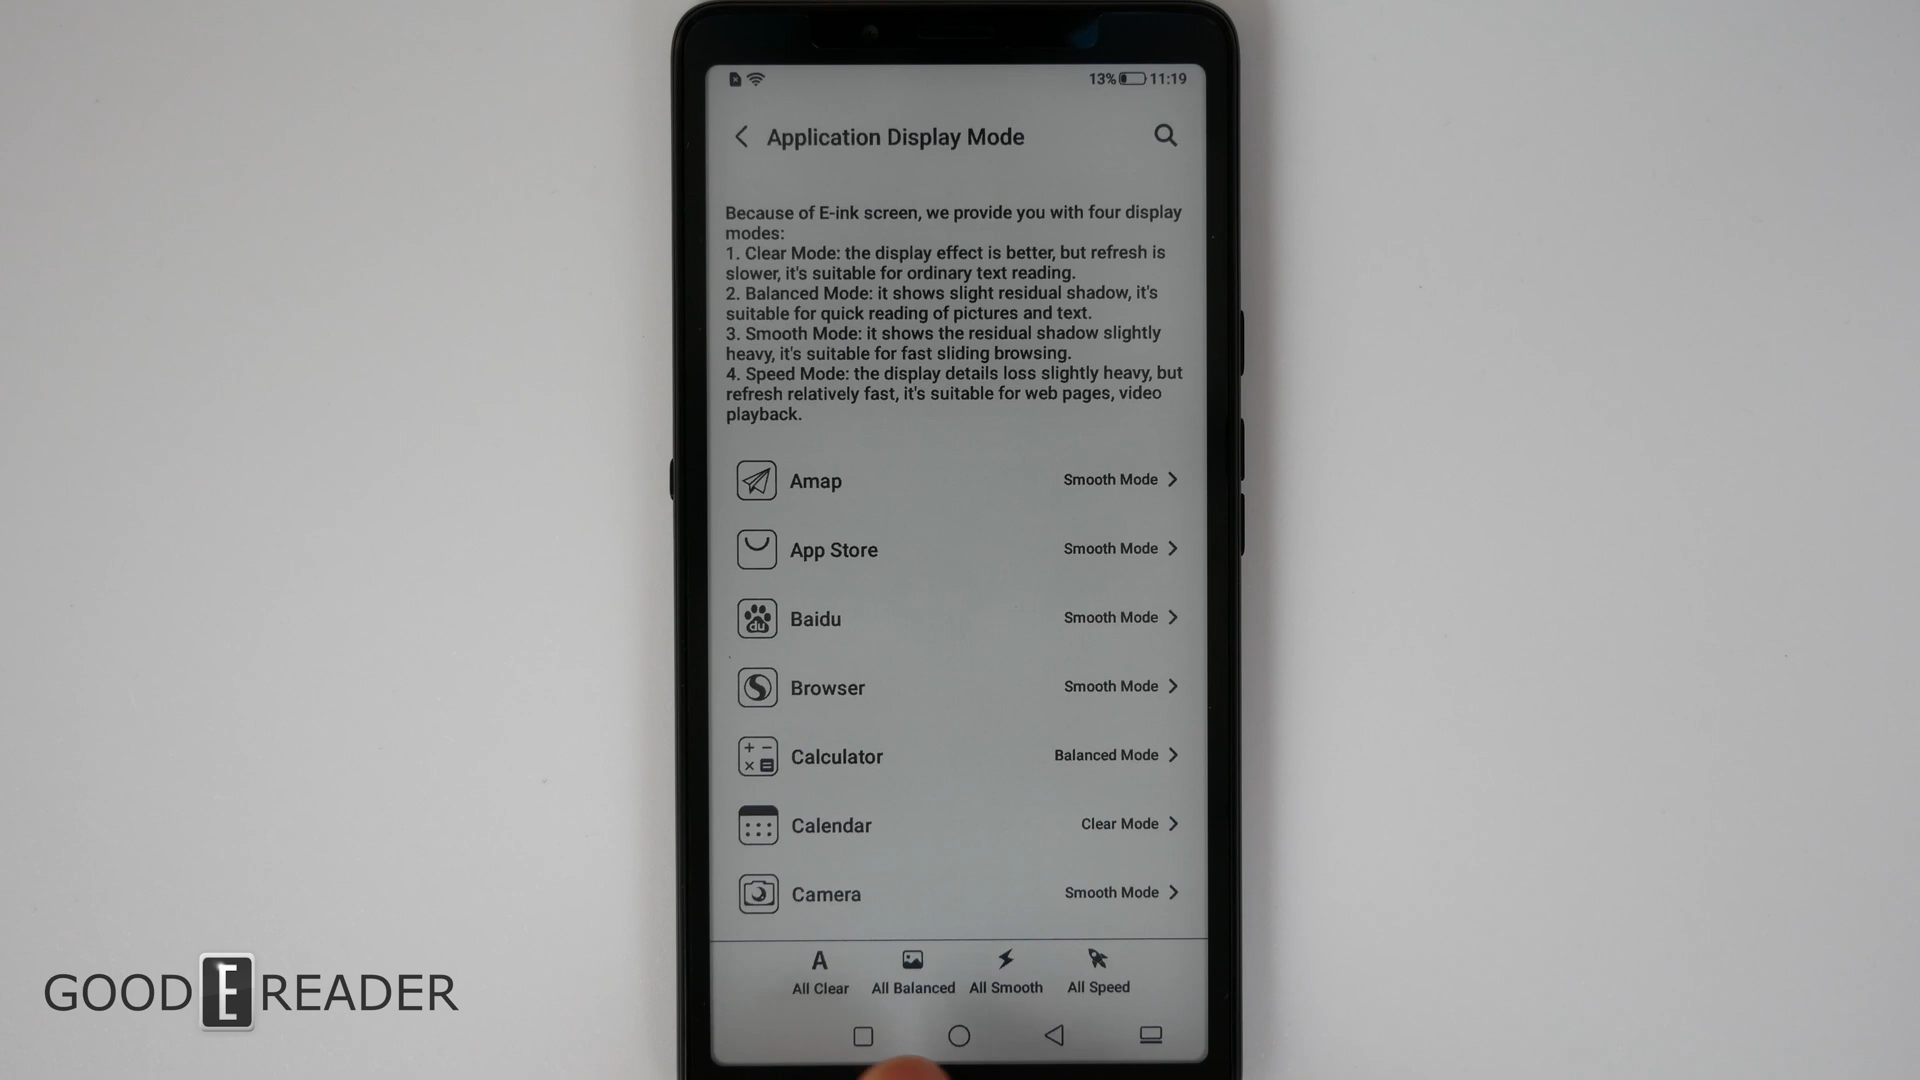 13% 11:19
Application Display Mode
Because of E-ink screen, we provide you with four display
modes:
1. Clear Mode: the display effect is better, but refresh is
slower, it's suitable for ordinary text reading.
2. Balanced Mode: it shows slight residual shadow, it's
suitable for quick reading of pictures and text.
3. Smooth Mode: it shows the residual shadow slightly
heavy, it's suitable for fast sliding browsing.
4. Speed Mode: the display details loss slightly heavy, but
refresh relatively fast, it's suitable for web pages, video
playback.
Amap Smooth Mode
App Store Smooth Mode
du Baidu Smooth Mode
Browser Smooth Mode
Calculator Balanced Mode
Calendar Clear Mode
Camera Smooth Mode
A
All Clear All Balanced All Smooth All Speed
GOOD E READER